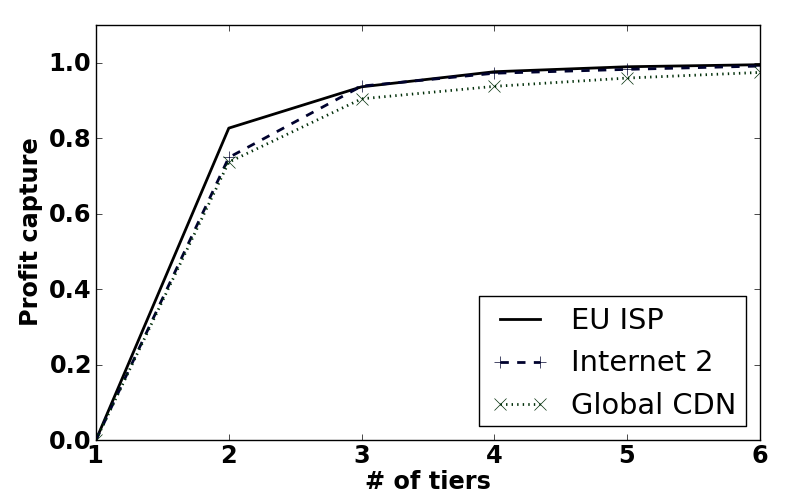 1.0
0.8
0.6
0.4
0.2
0.0
Profit capture
1 2 3 4 5 6
# of tiers
EU ISP
Internet 2
Global CDN